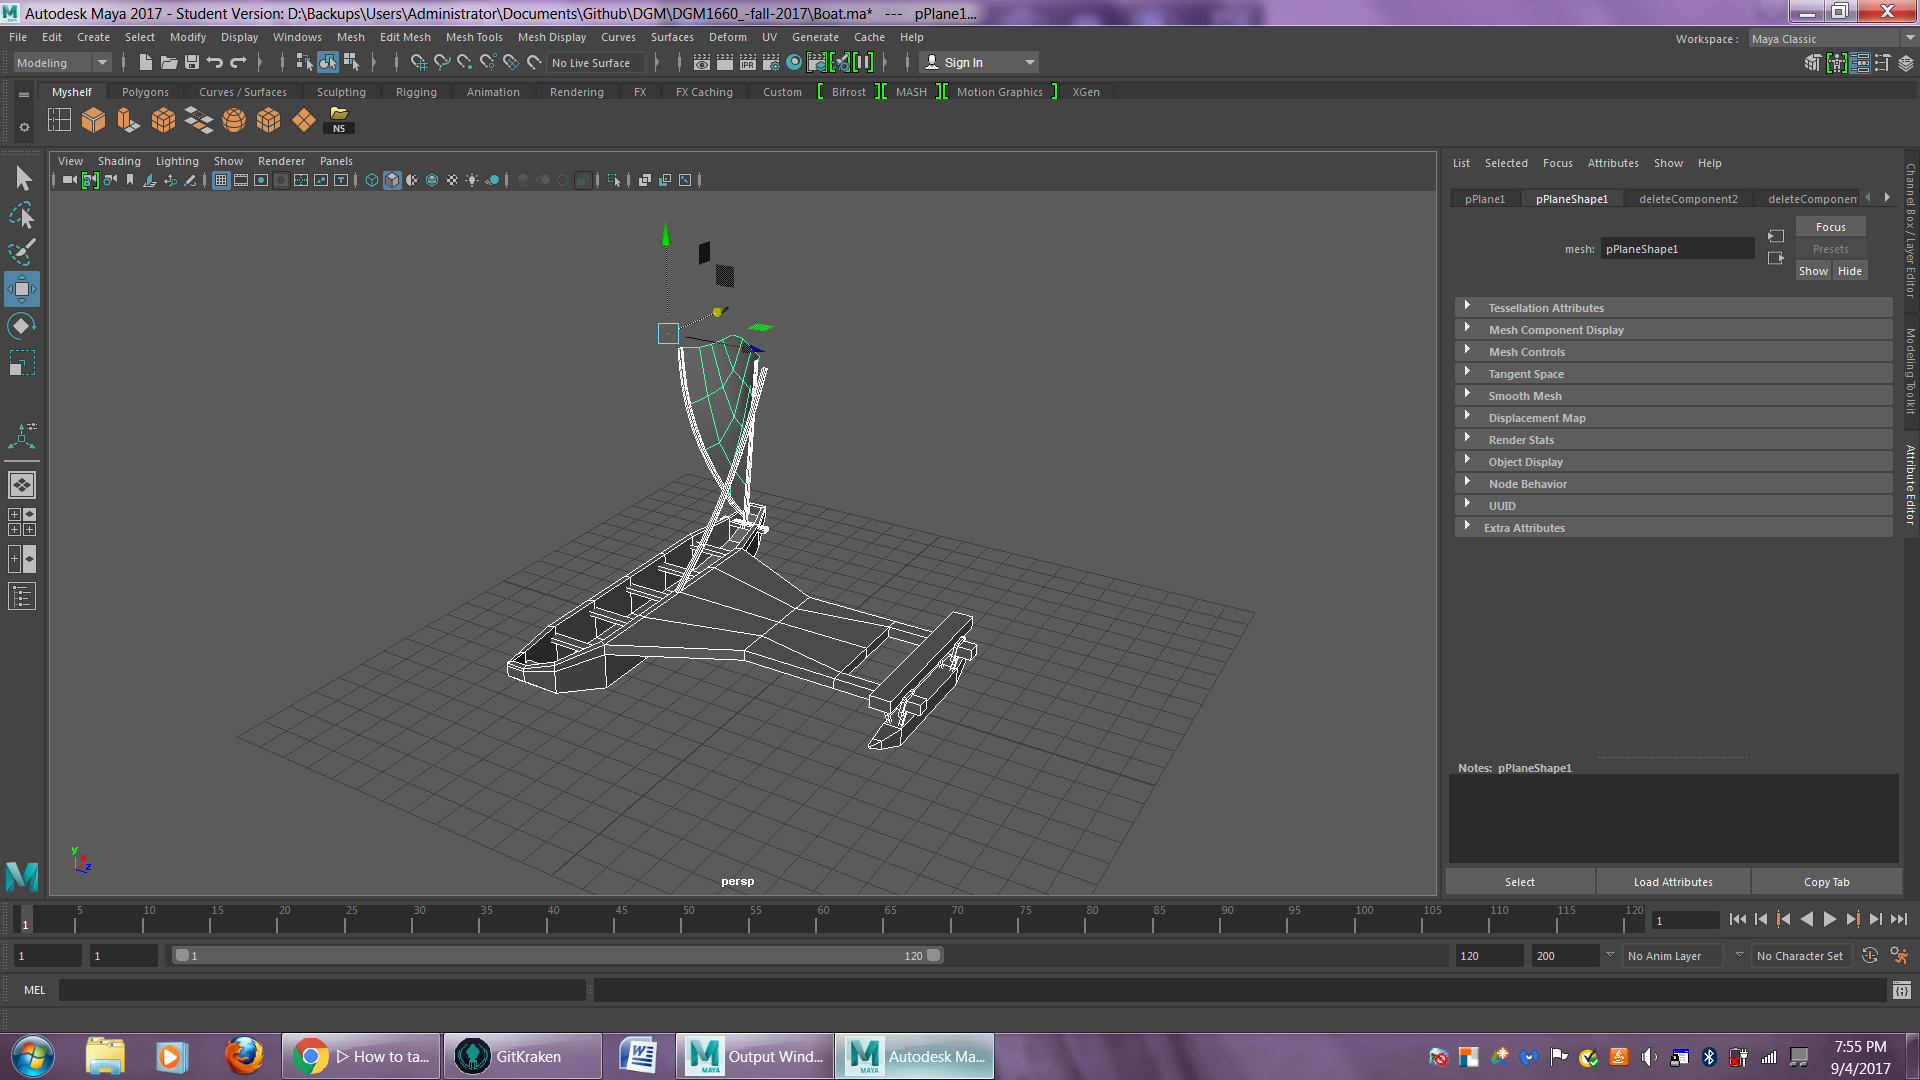 Autodesk Maya 2017 - Student Version: D:\Backups\Users\Administrator\Documents\Github\DGM\DGM1660_-fall-2017\Boat.ma*   ---   pPlane1...
File Edit Create Select Modify Display Windows Mesh Edit Mesh Mesh Tools Mesh Display Curves Surfaces Deform UV Generate Cache Help
Workspace : Maya Classic
Modeling No Live Surface IPR Sign In
Myshelf Polygons Curves / Surfaces Sculpting Rigging Animation Rendering FX FX Caching Custom Bifrost MASH Motion Graphics XGen
NS
View Shading Lighting Show Renderer Panels
List Selected Focus Attributes Show Help
pPlane1 pPlaneShape1 deleteComponent2 deleteComponen
mesh: pPlaneShape1
Focus
Presets
Show Hide
Tessellation Attributes
Mesh Component Display
Mesh Controls
Tangent Space
Smooth Mesh
Displacement Map
Render Stats
Object Display
Node Behavior
UUID
Extra Attributes
Channel Box / Layer Editor
Modeling Toolkit
Attribute Editor
y
z
persp
Notes: pPlaneShape1
Select Load Attributes Copy Tab
1 5 10 15 20 25 30 35 40 45 50 55 60 65 70 75 80 85 90 95 100 105 110 115 120 1
1 1 1 120 120 200 No Anim Layer No Character Set
MEL
How to ta... GitKraken Output Wind... Autodesk Ma...
MAYA MAYA
7:55 PM
9/4/2017